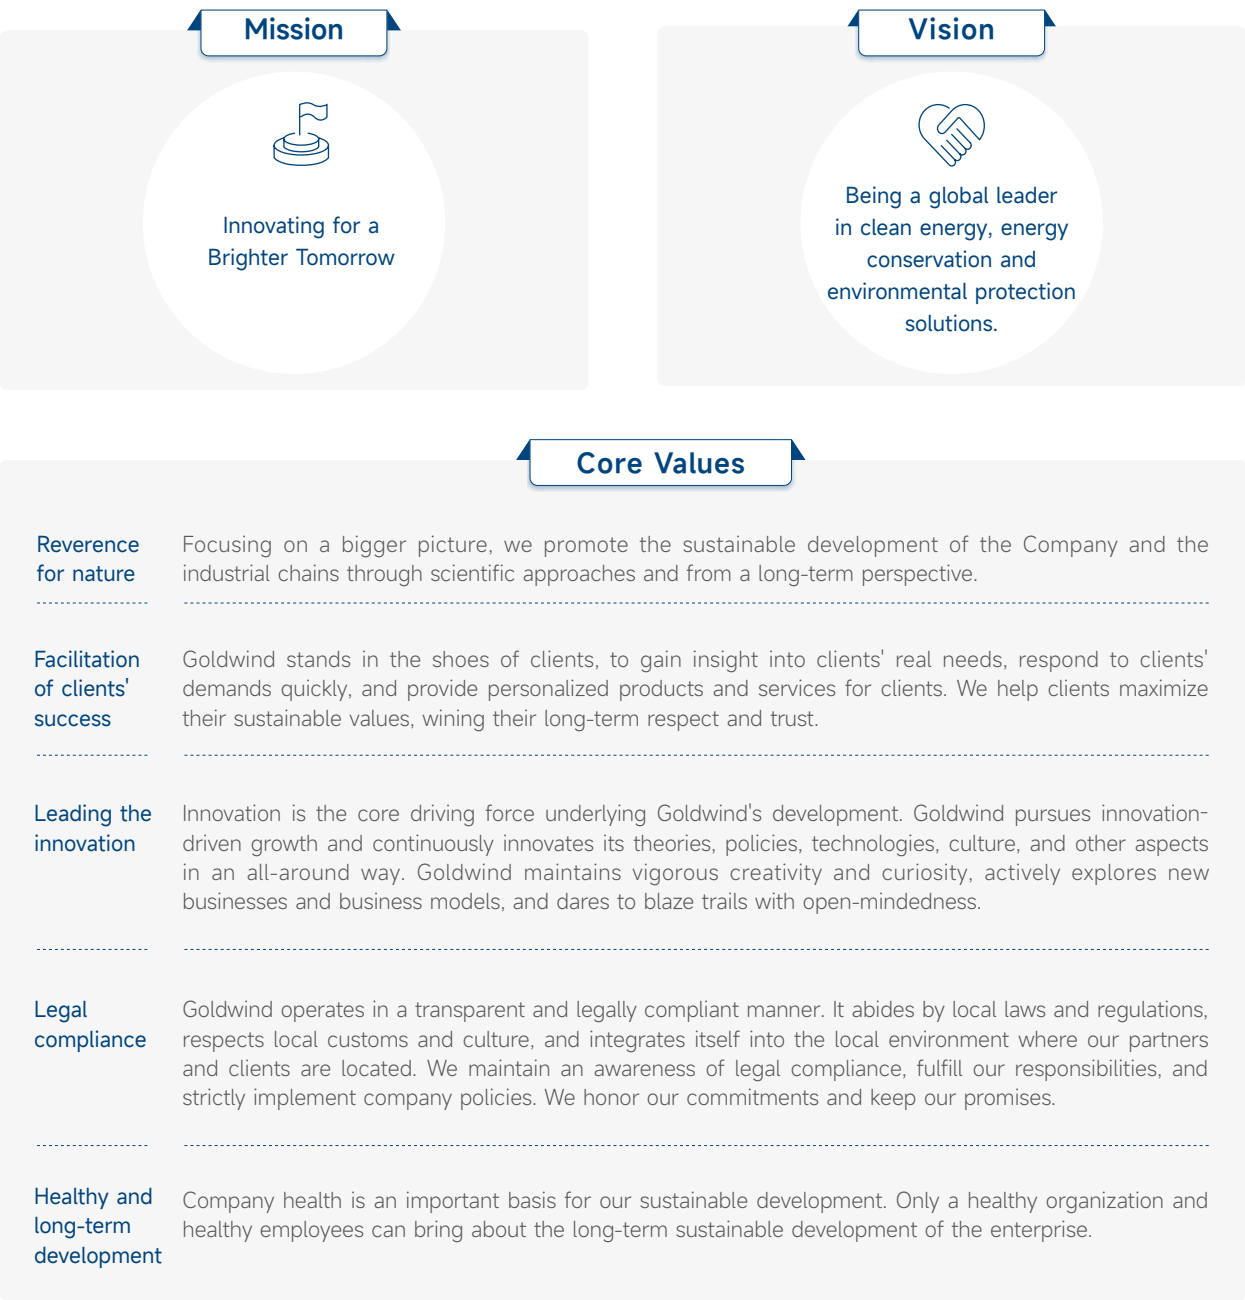 Mission
Innovating for a
Brighter Tomorrow
Vision
Being a global leader
in clean energy, energy
conservation and
environmental protection
solutions.
Core Values
Reverence
for nature
Focusing on a bigger picture, we promote the sustainable development of the Company and the
industrial chains through scientific approaches and from a long-term perspective.
Facilitation
of clients'
success
Goldwind stands in the shoes of clients, to gain insight into clients' real needs, respond to clients'
demands quickly, and provide personalized products and services for clients. We help clients maximize
their sustainable values, wining their long-term respect and trust.
Leading the
innovation
Innovation is the core driving force underlying Goldwind's development. Goldwind pursues innovation-
driven growth and continuously innovates its theories, policies, technologies, culture, and other aspects
in an all-around way. Goldwind maintains vigorous creativity and curiosity, actively explores new
businesses and business models, and dares to blaze trails with open-mindedness.
Legal
compliance
Goldwind operates in a transparent and legally compliant manner. It abides by local laws and regulations,
respects local customs and culture, and integrates itself into the local environment where our partners
and clients are located. We maintain an awareness of legal compliance, fulfill our responsibilities, and
strictly implement company policies. We honor our commitments and keep our promises.
Healthy and
long-term
development
Company health is an important basis for our sustainable development. Only a healthy organization and
healthy employees can bring about the long-term sustainable development of the enterprise.